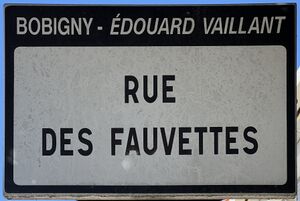 BOBIGNY - ÉDOUARD VAILLANT
RUE
DES FAUVETTES